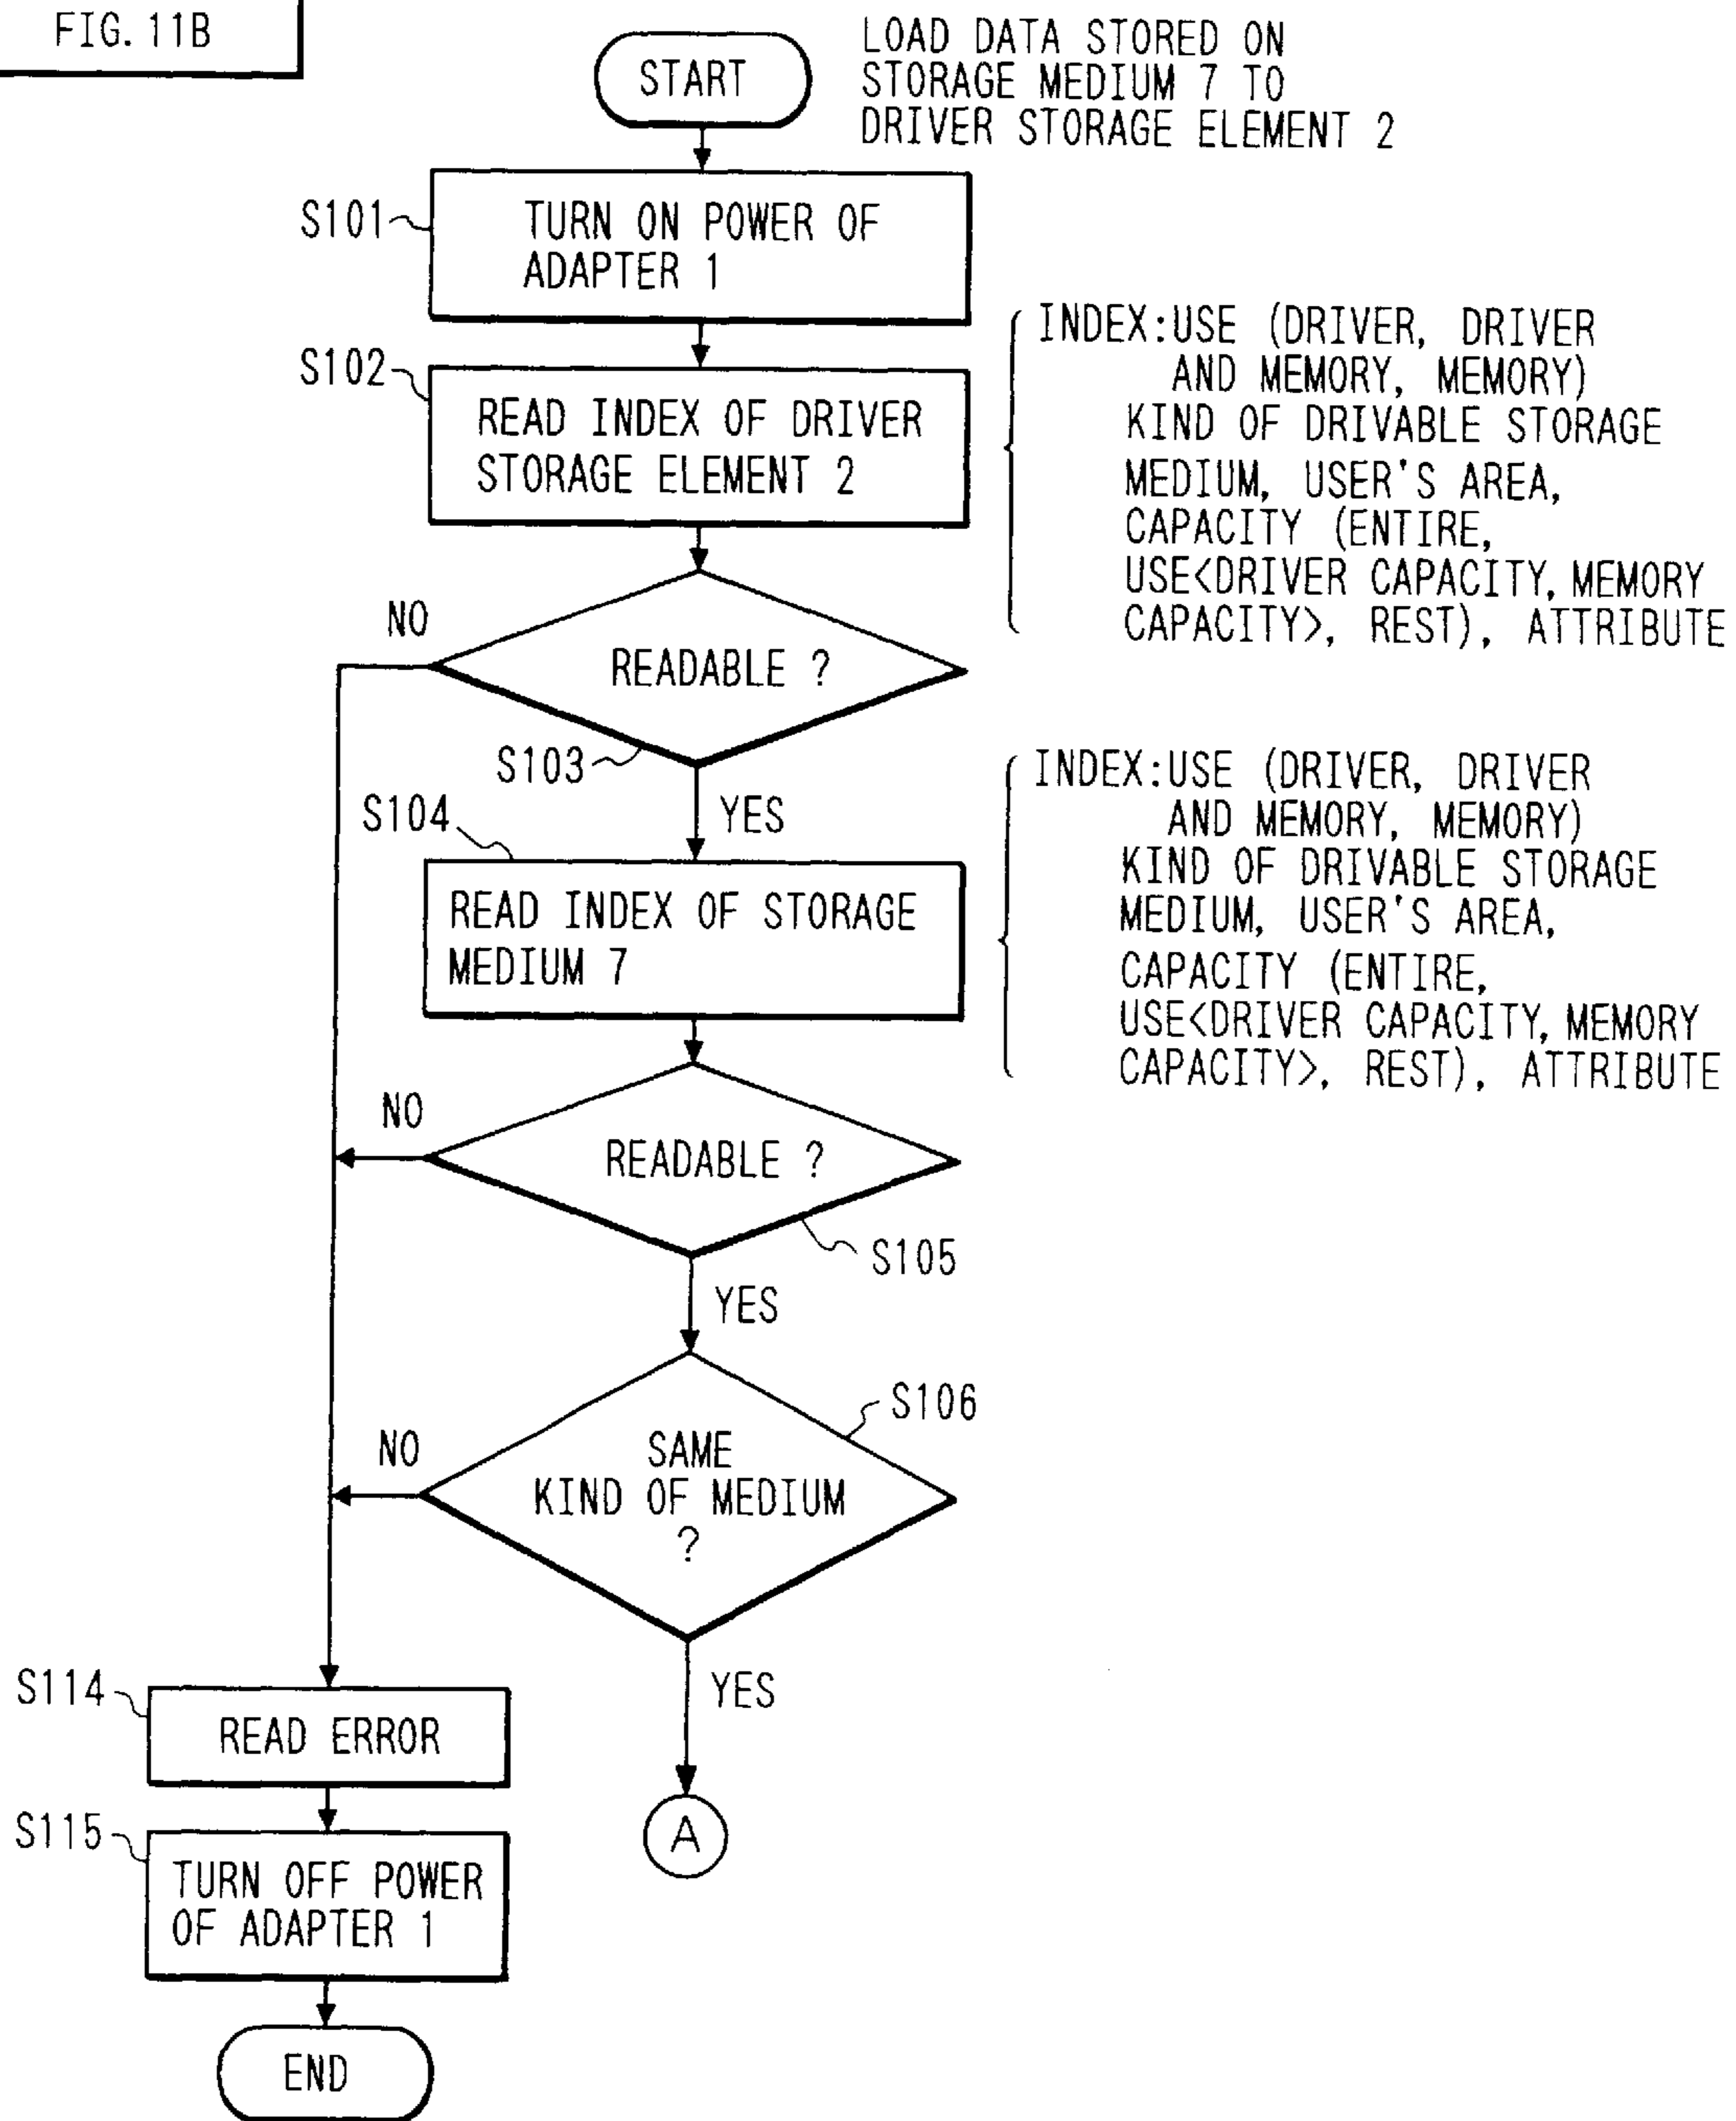 FIG. 11B
START
LOAD DATA STORED ON
STORAGE MEDIUM 7 TO
DRIVER STORAGE ELEMENT 2
S101
TURN ON POWER OF
ADAPTER 1
S102
READ INDEX OF DRIVER
STORAGE ELEMENT 2
INDEX:USE (DRIVER, DRIVER
AND MEMORY, MEMORY)
KIND OF DRIVABLE STORAGE
MEDIUM, USER'S AREA,
CAPACITY (ENTIRE,
USE<DRIVER CAPACITY, MEMORY
CAPACITY>, REST), ATTRIBUTE
NO
READABLE ?
S103
YES
S104
READ INDEX OF STORAGE
MEDIUM 7
INDEX:USE (DRIVER, DRIVER
AND MEMORY, MEMORY)
KIND OF DRIVABLE STORAGE
MEDIUM, USER'S AREA,
CAPACITY (ENTIRE,
USE<DRIVER CAPACITY, MEMORY
CAPACITY>, REST), ATTRIBUTE
NO
READABLE ?
S105
YES
S106
NO
SAME
KIND OF MEDIUM
?
YES
S114
READ ERROR
A
S115
TURN OFF POWER
OF ADAPTER 1
END